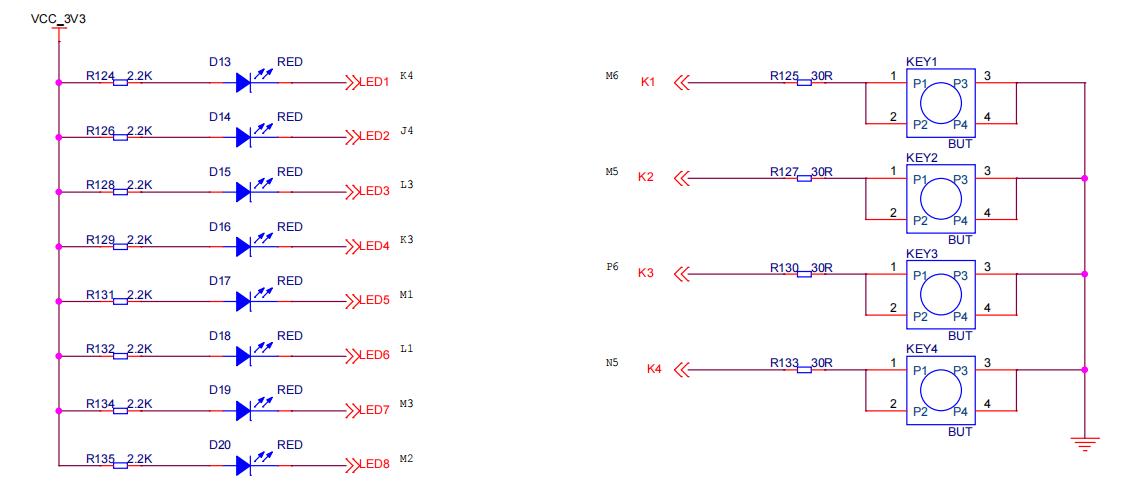 VCC_3V3
R124 2.2K D13 RED LED1 K4
R126 2.2K D14 RED LED2 J4
R128 2.2K D15 RED LED3 L3
R129 2.2K D16 RED LED4 K3
R131 2.2K D17 RED LED5 M1
R132 2.2K D18 RED LED6 L1
R134 2.2K D19 RED LED7 M3
R135 2.2K D20 RED LED8 M2
KEY1
M6 K1 R125 30R 1 P1 P3 3
2 P2 P4 4
BUT
KEY2
M5 K2 R127 30R 1 P1 P3 3
2 P2 P4 4
BUT
KEY3
P6 K3 R130 30R 1 P1 P3 3
2 P2 P4 4
BUT
KEY4
N5 K4 R133 30R 1 P1 P3 3
2 P2 P4 4
BUT